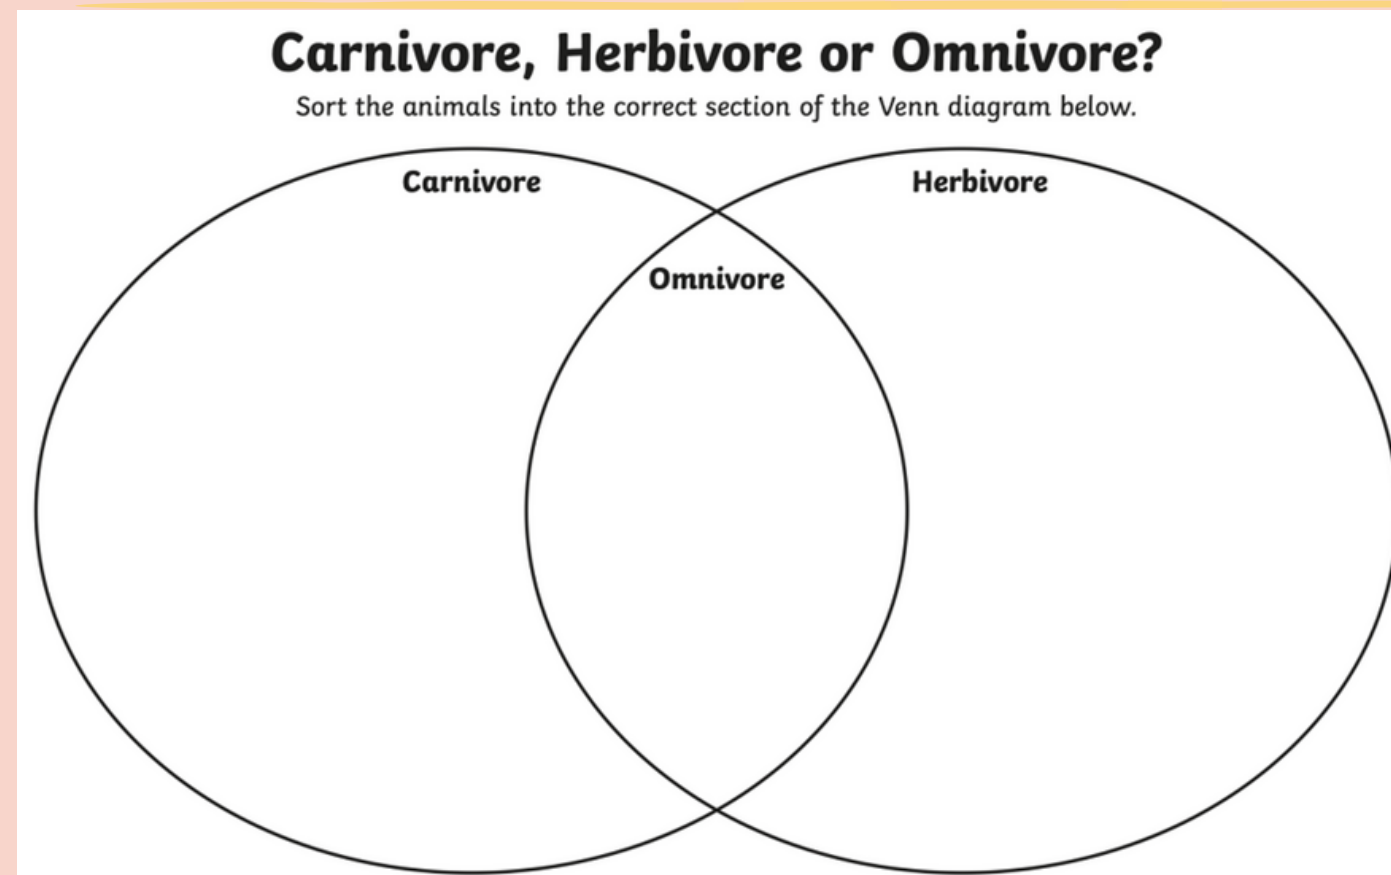 Carnivore, Herbivore or Omnivore?
Sort the animals into the correct section of the Venn diagram below.
Carnivore
Herbivore
Omnivore